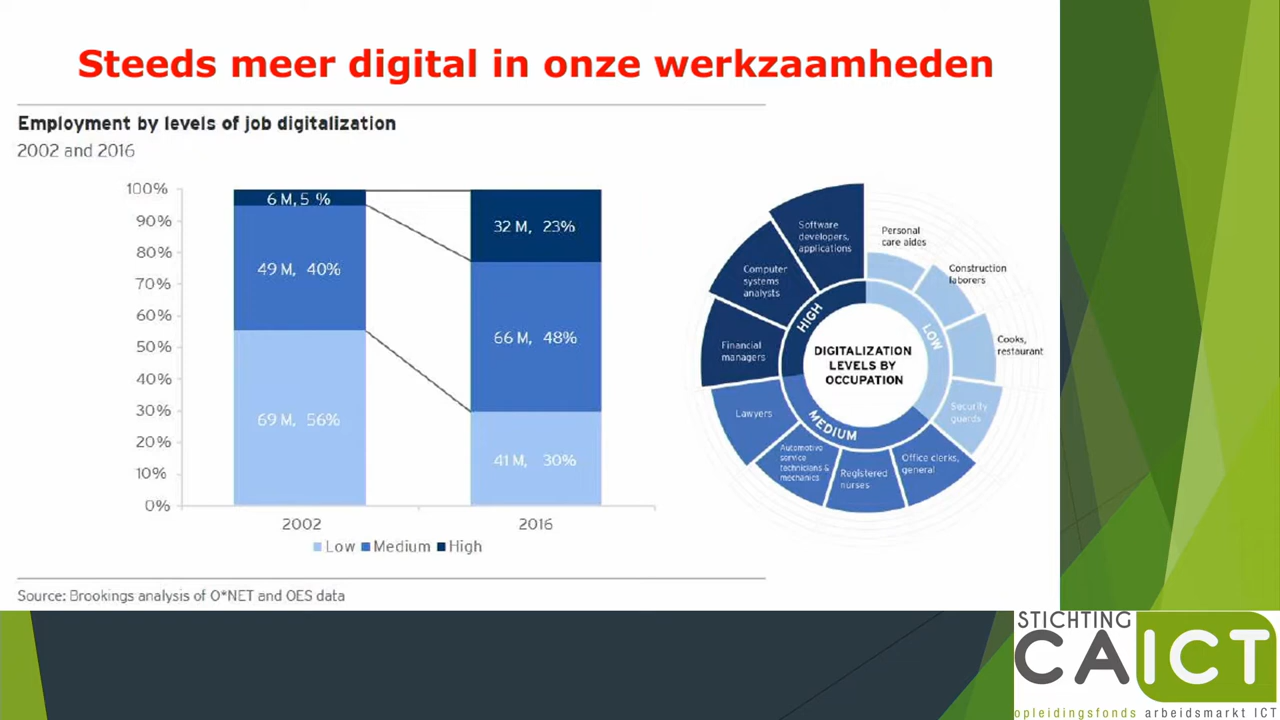 Steeds meer digital in onze werkzaamheden
Employment by levels of job digitalization
2002 and 2016
100%
90%
80%
70%
60%
50%
40%
30%
20%
10%
0%
6 M, 5 %
49 M, 40%
69 M, 56%
32 M, 23%
66 M, 48%
41 M, 30%
2002
2016
Low Medium High
Source: Brookings analysis of O*NET and OES data
Software
developers,
applications
Computer
systems
analysts
Financial
managers
Lawyers
Automotive
service
technicians &
mechanics
Registered
nurses
Office clerks,
general
Security
guards
Cooks,
restaurant
Construction
laborers
Personal
care aides
HIGH
LOW
MEDIUM
DIGITALIZATION
LEVELS BY
OCCUPATION
STICHTING
CAICT
opleidingsfonds arbeidsmarkt ICT